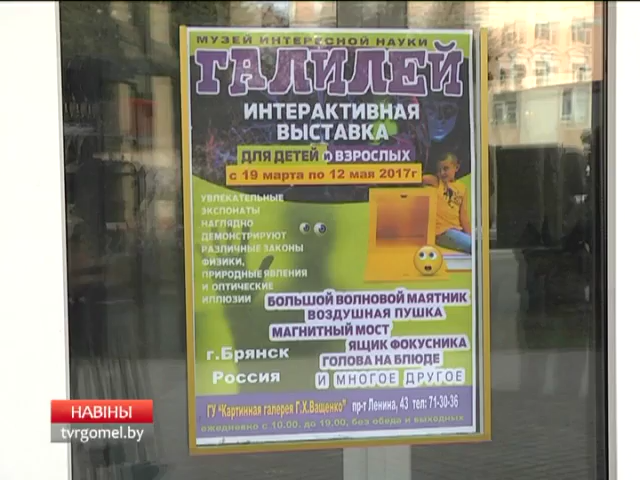 МУЗЕЙ ИНТЕРЕСНОЙ НАУКИ
ГАЛИЛЕЙ
ИНТЕРАКТИВНАЯ
ВЫСТАВКА
ДЛЯ ДЕТЕЙ и ВЗРОСЛЫХ
с 19 марта по 12 мая 2017г
УВЛЕКАТЕЛЬНЫЕ
ЭКСПОНАТЫ
НАГЛЯДНО
ДЕМОНСТРИРУЮТ
РАЗЛИЧНЫЕ ЗАКОНЫ
ФИЗИКИ,
ПРИРОДНЫЕ ЯВЛЕНИЯ
И ОПТИЧЕСКИЕ
ИЛЛЮЗИИ
БОЛЬШОЙ ВОЛНОВОЙ МАЯТНИК
ВОЗДУШНАЯ ПУШКА
МАГНИТНЫЙ МОСТ
ЯЩИК ФОКУСНИКА
ГОЛОВА НА БЛЮДЕ
И МНОГОЕ ДРУГОЕ
г.Брянск
Россия
ГУ "Картинная галерея Г.Х.Ващенко" пр-т Ленина, 43 тел: 71-30-36
ежедневно с 10.00. до 19.00, без обеда и выходных
НАВІНЫ
tvrgomel.by